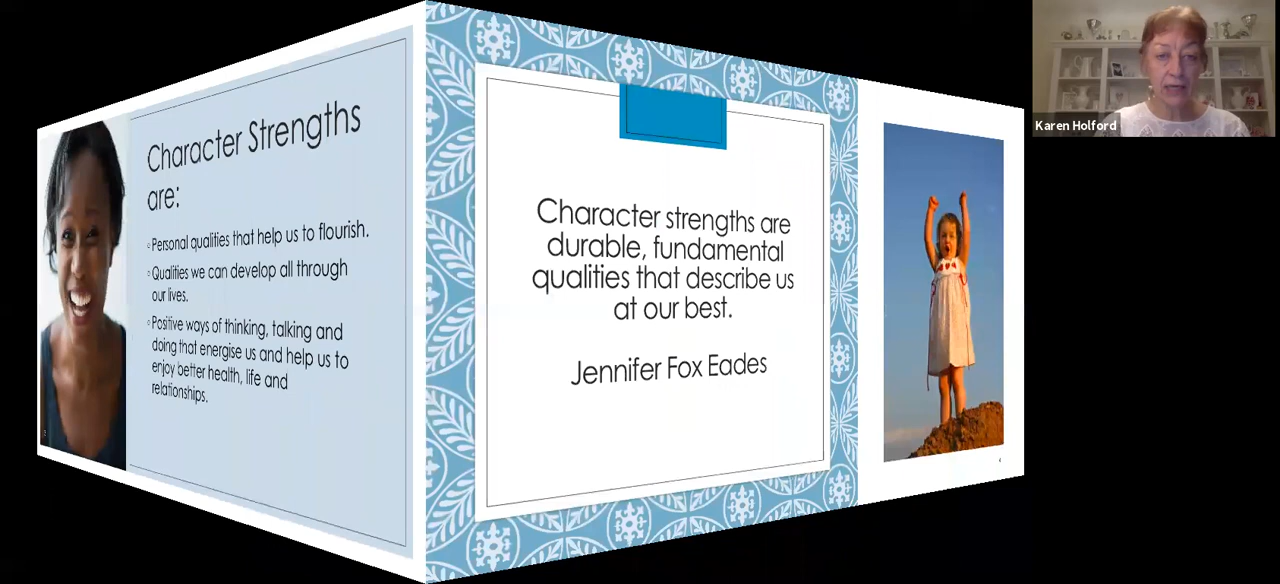 Character Strengths
are:
Personal qualities that help us to flourish.
Qualities we can develop all through
our lives.
Positive ways of thinking, talking and
doing that energise us and help us to
enjoy better health, life and
relationships.
Character strengths are
durable, fundamental
qualities that describe us
at our best.
Jennifer Fox Eades
Karen Holford